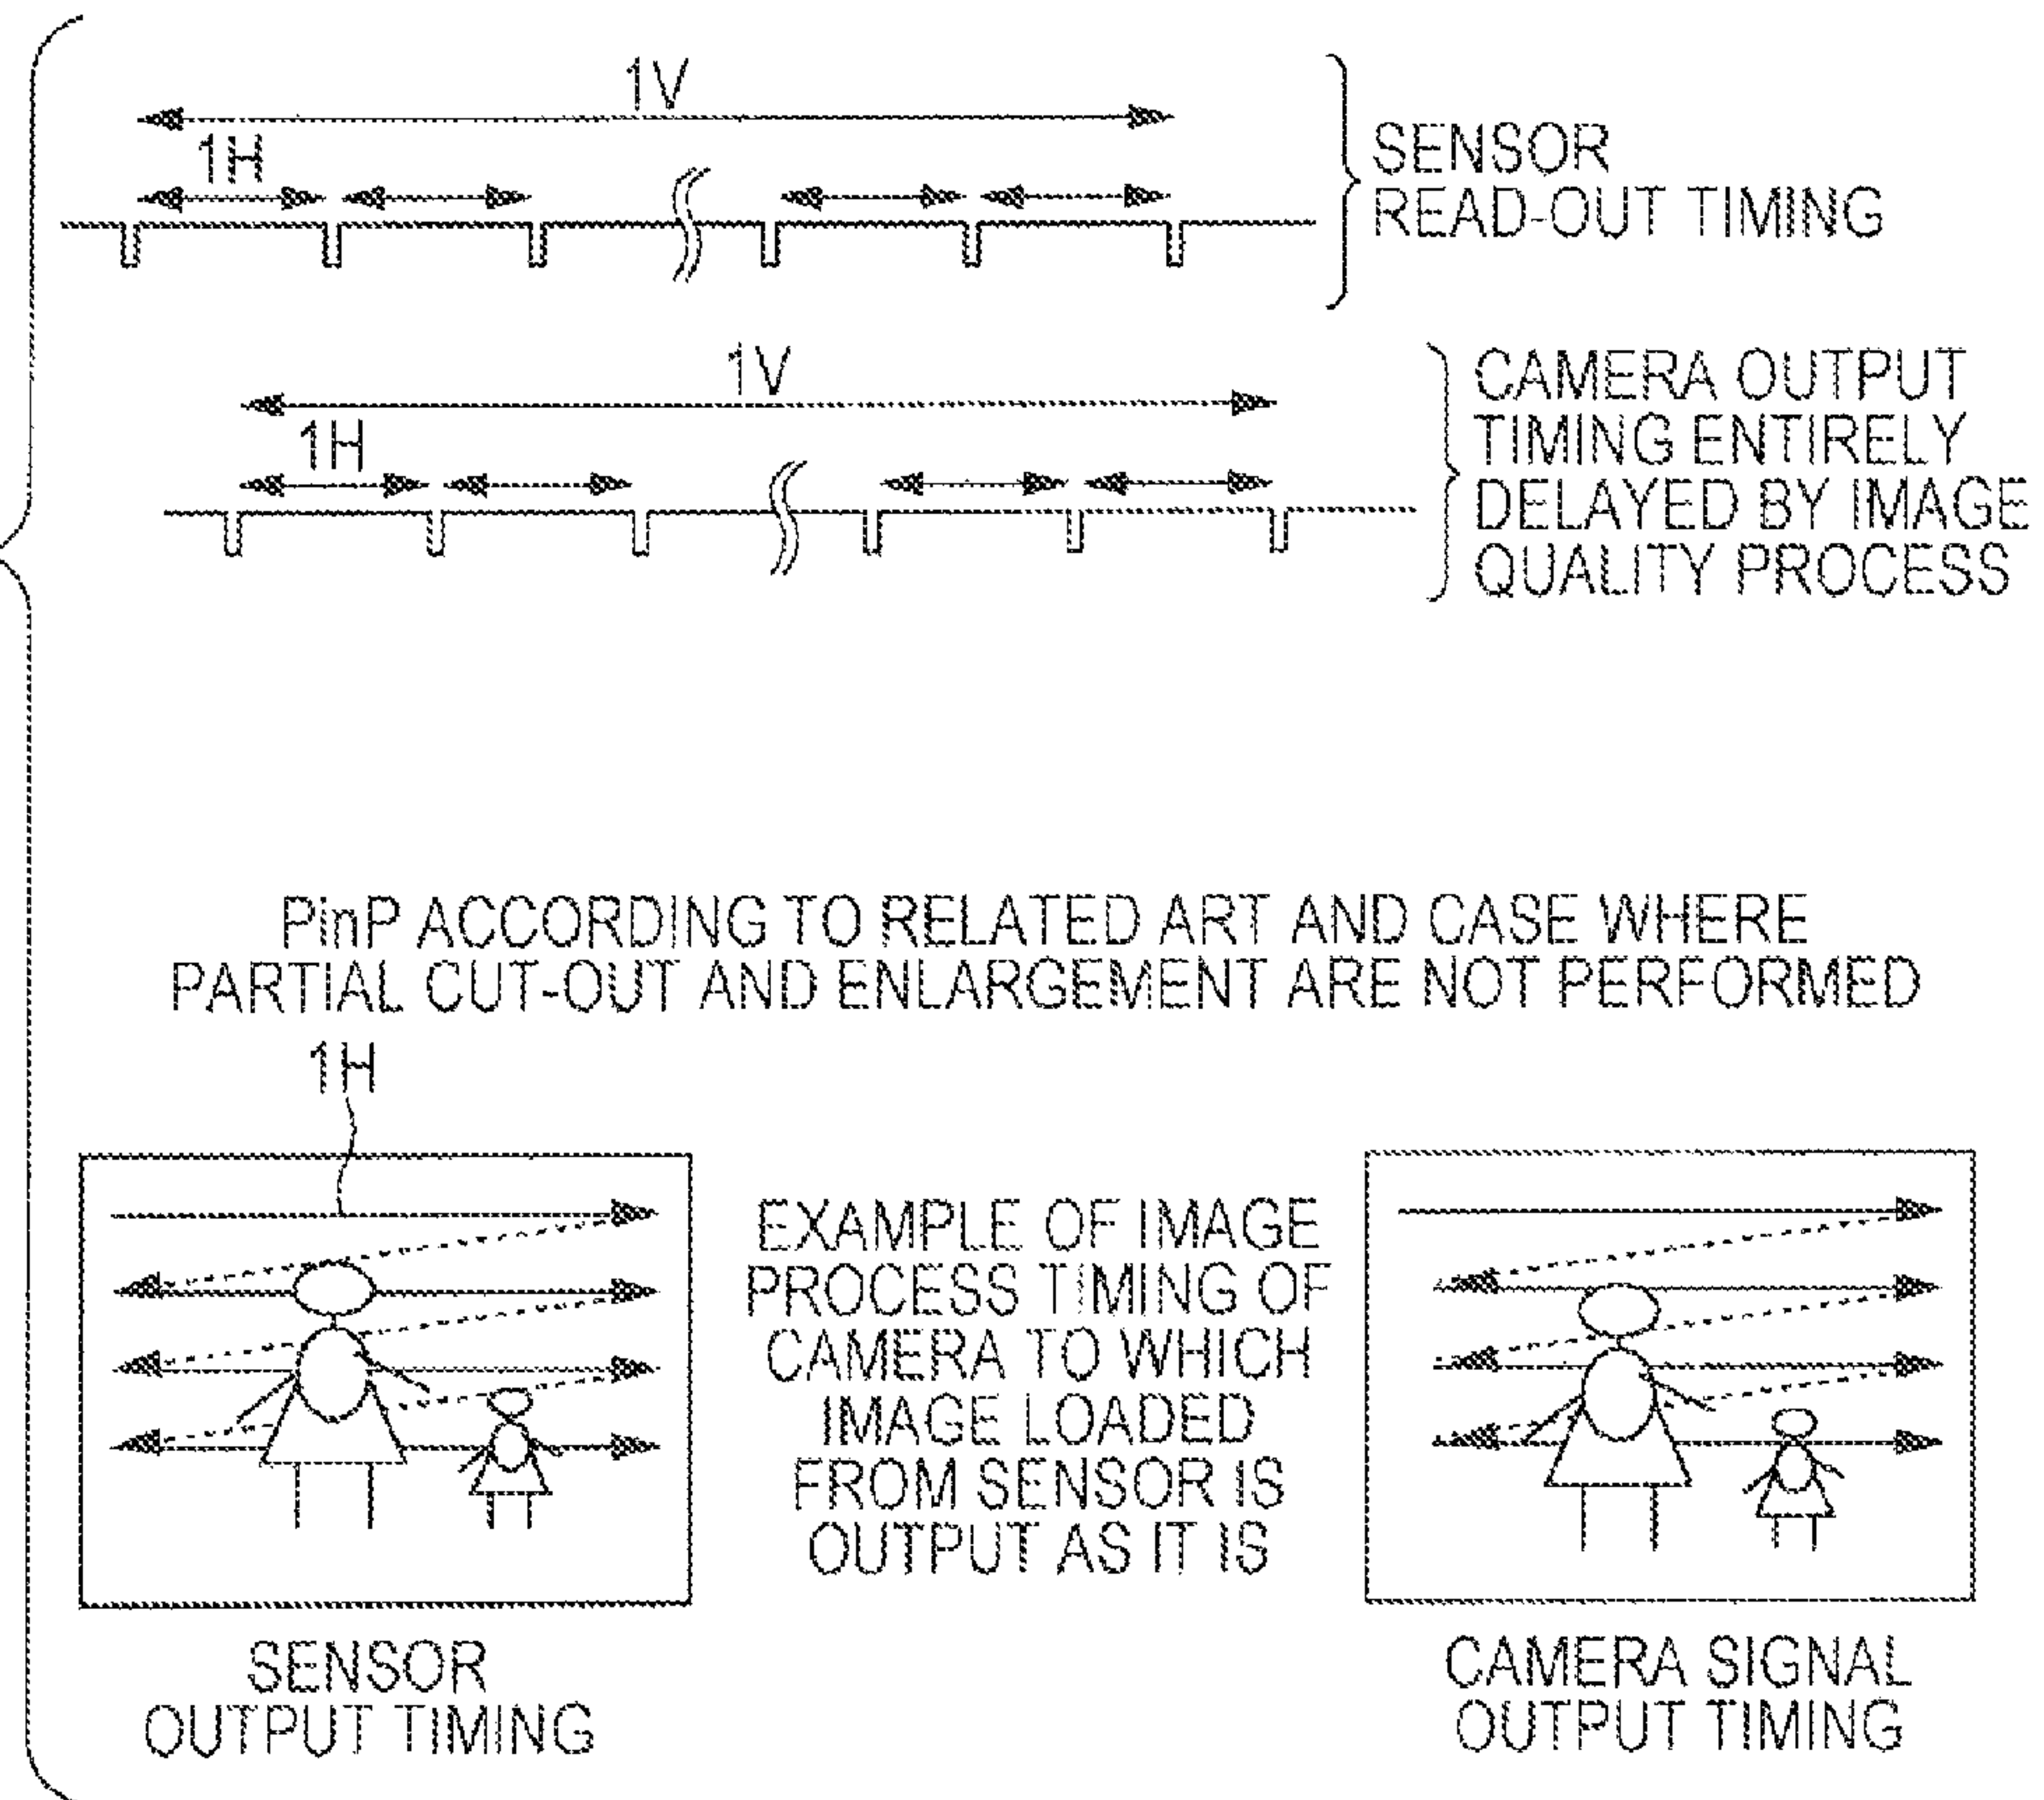 1V
1H
SENSOR
READ-OUT TIMING
1V
1H
CAMERA OUTPUT
TIMING ENTIRELY
DELAYED BY IMAGE
QUALITY PROCESS
PinP ACCORDING TO RELATED ART AND CASE WHERE
PARTIAL CUT-OUT AND ENLARGEMENT ARE NOT PERFORMED
1H
EXAMPLE OF IMAGE
PROCESS TIMING OF
CAMERA TO WHICH
IMAGE LOADED
FROM SENSOR IS
OUTPUT AS IT IS
SENSOR
OUTPUT TIMING
CAMERA SIGNAL
OUTPUT TIMING